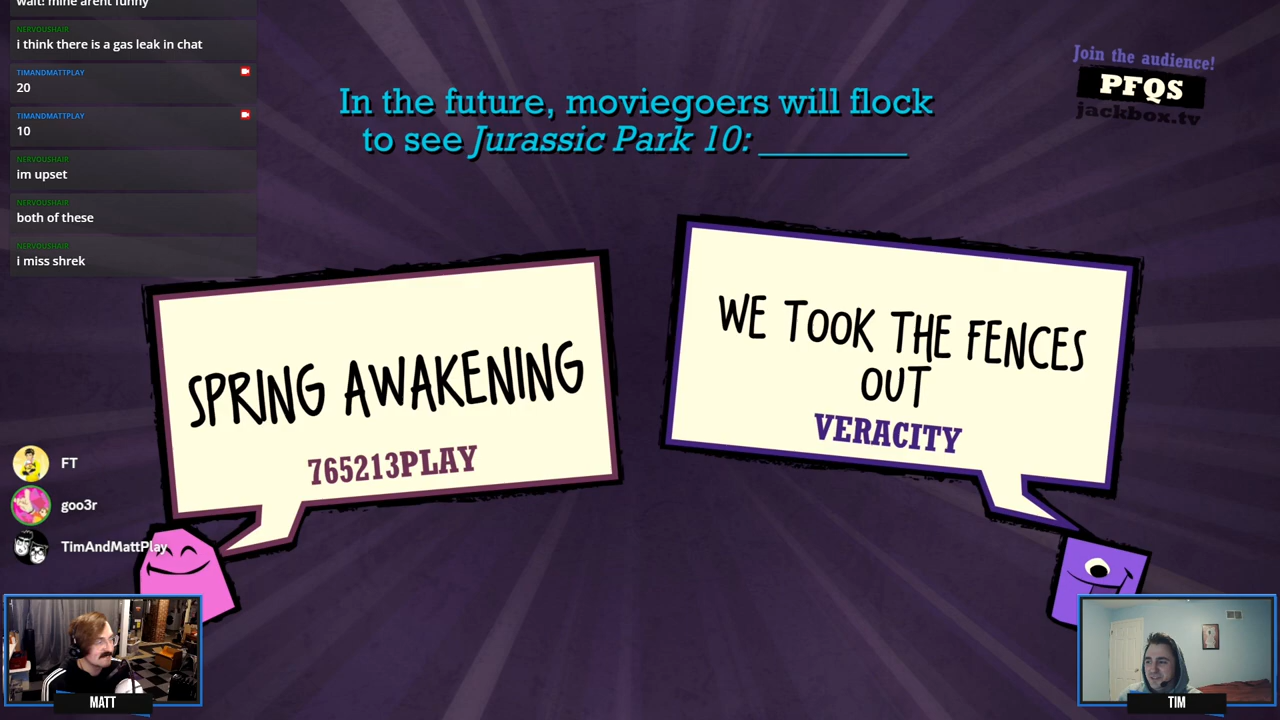 wait! mine arent funny
NERVOUSHAIR
i think there is a gas leak in chat
TIMANDMATTPLAY
20
TIMANDMATTPLAY
10
NERVOUSHAIR
im upset
NERVOUSHAIR
both of these
NERVOUSHAIR
i miss shrek
In the future, moviegoers will flock
to see Jurassic Park 10: ________
Join the audience!
PFQS
jackbox.tv
SPRING AWAKENING
765213PLAY
WE TOOK THE FENCES
OUT
VERACITY
FT
goo3r
TimAndMattPlay
MATT
TIM